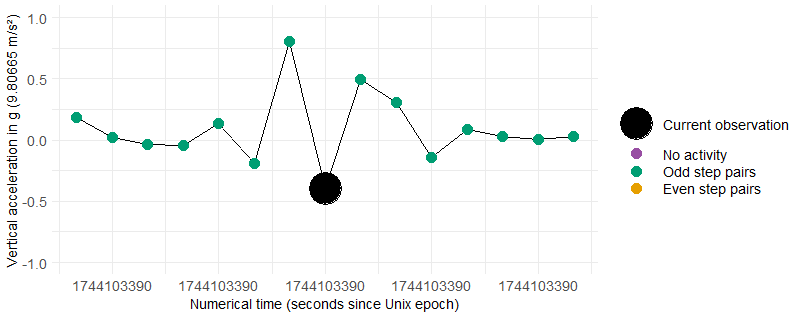 Vertical acceleration in g (9.80665 m/s²)
1.0
0.5
0.0
-0.5
-1.0
1744103390 1744103390 1744103390 1744103390 1744103390
Numerical time (seconds since Unix epoch)
Current observation
No activity
Odd step pairs
Even step pairs